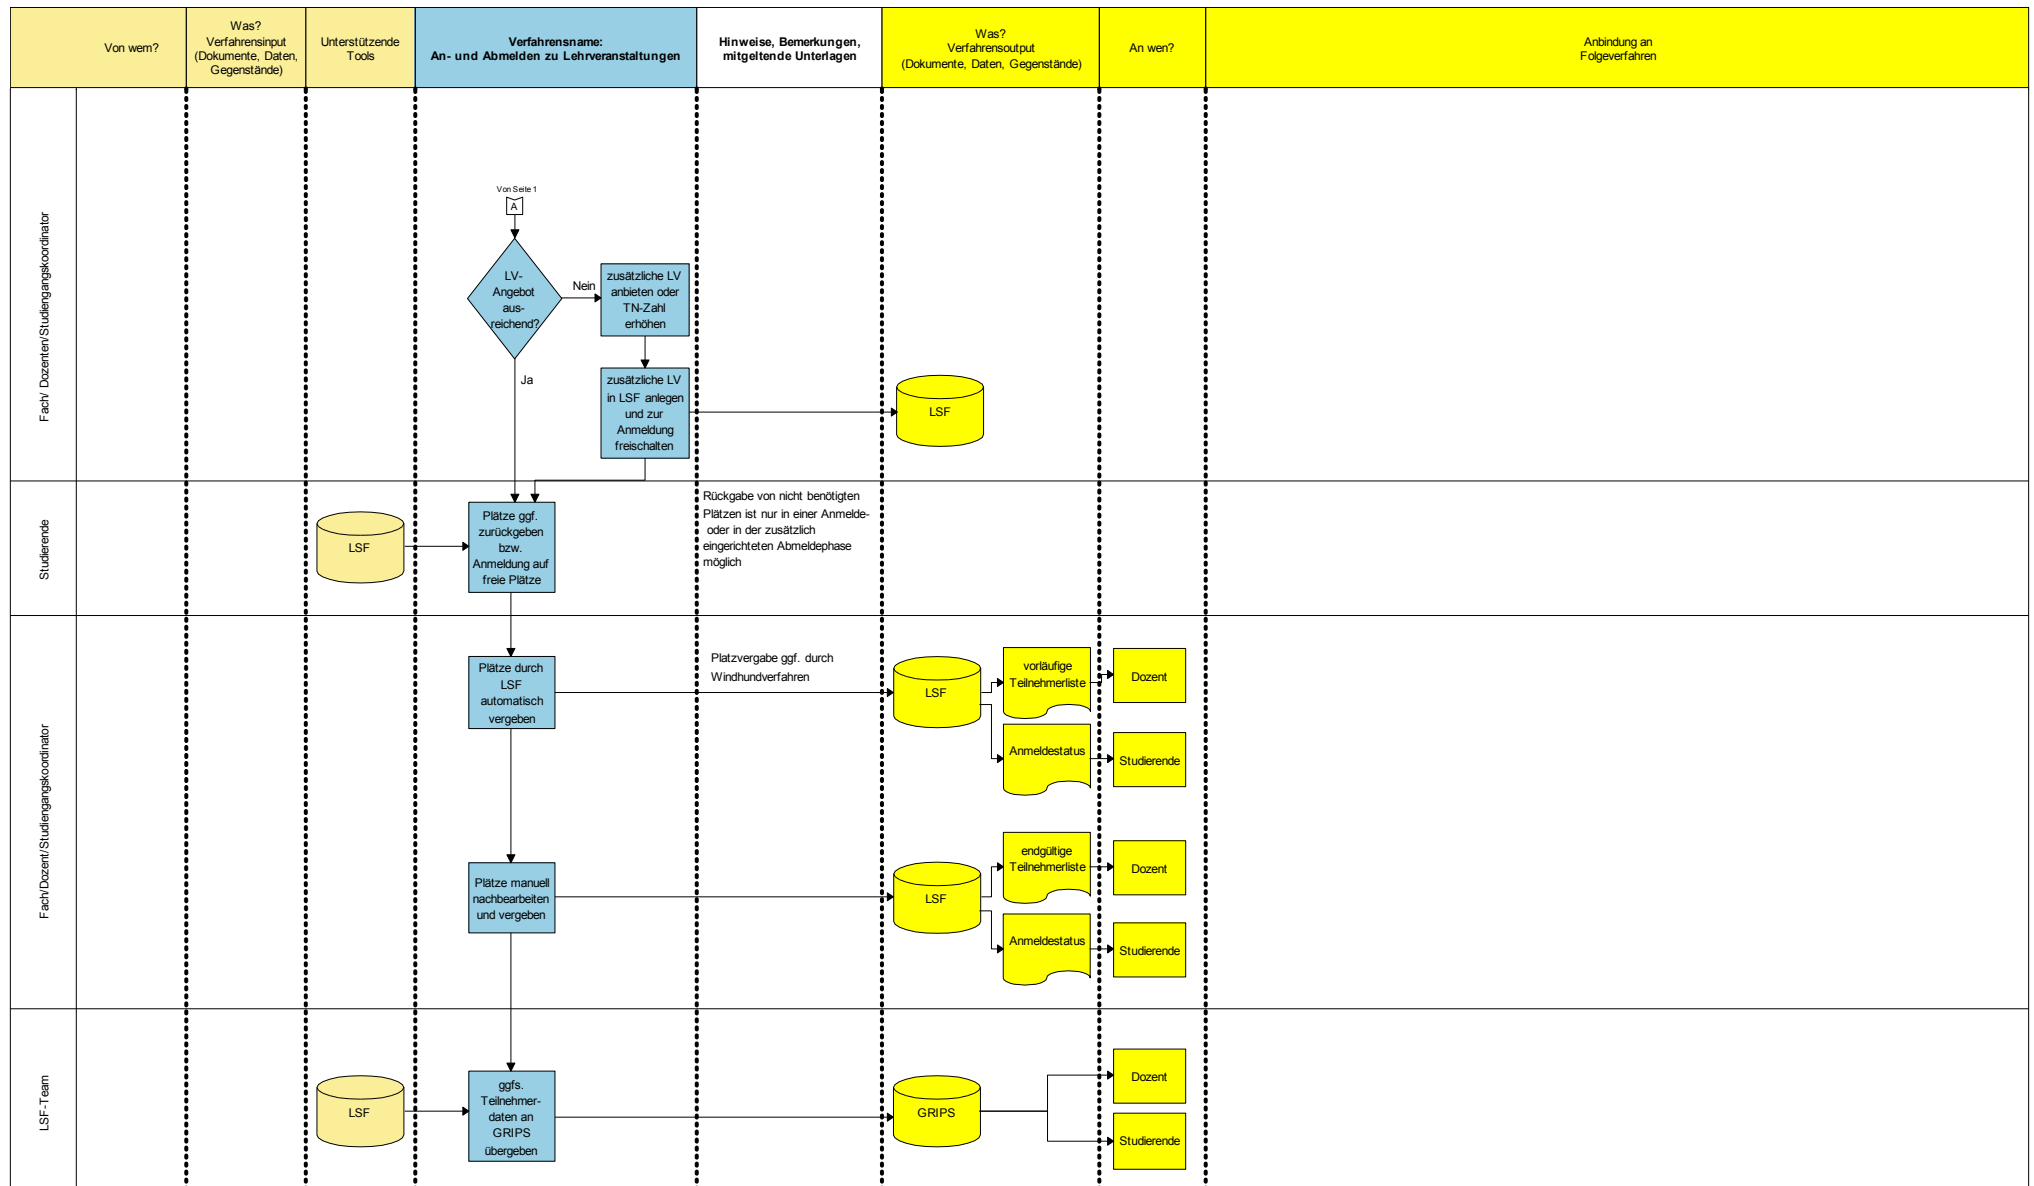 Von wem?
Was?
Verfahrensinput
(Dokumente, Daten,
Gegenstände)
Unterstützende
Tools
Verfahrensname:
An- und Abmelden zu Lehrveranstaltungen
Hinweise, Bemerkungen,
mitgeltende Unterlagen
Was?
Verfahrensoutput
(Dokumente, Daten, Gegenstände)
An wen?
Anbindung an
Folgeverfahren
Fach/ Dozenten/Studiengangskoordinator
Von Seite 1
A
LV-
Angebot
aus-
reichend?
Nein
zusätzliche LV
anbieten oder
TN-Zahl
erhöhen
Ja
zusätzliche LV
in LSF anlegen
und zur
Anmeldung
freischalten
LSF
Studierende
LSF
Plätze ggf.
zurückgeben
bzw.
Anmeldung auf
freie Plätze
Rückgabe von nicht benötigten
Plätzen ist nur in einer Anmelde-
oder in der zusätzlich
eingerichteten Abmeldephase
möglich
Fach/Dozent/Studiengangskoordinator
Plätze durch
LSF
automatisch
vergeben
Platzvergabe ggf. durch
Windhundverfahren
LSF
vorläufige
Teilnehmerliste
Dozent
Anmeldestatus
Studierende
Plätze manuell
nachbearbeiten
und vergeben
LSF
endgültige
Teilnehmerliste
Dozent
Anmeldestatus
Studierende
LSF-Team
LSF
ggfs.
Teilnehmer-
daten an
GRIPS
übergeben
GRIPS
Dozent
Studierende